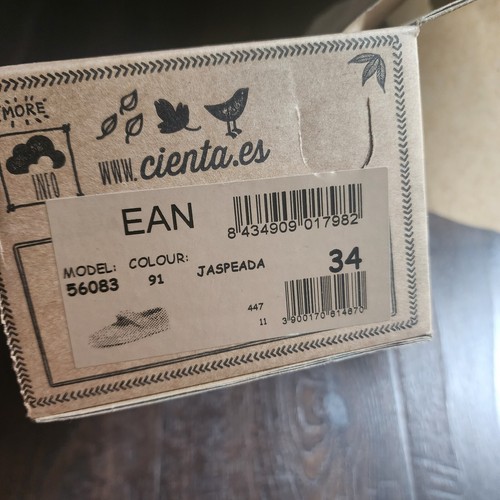 MORE
INFO
www.cienta.es
EAN
8 434909 017982
MODEL: COLOUR: JASPEADA 34
56083 91
447
11 3 900170 614870